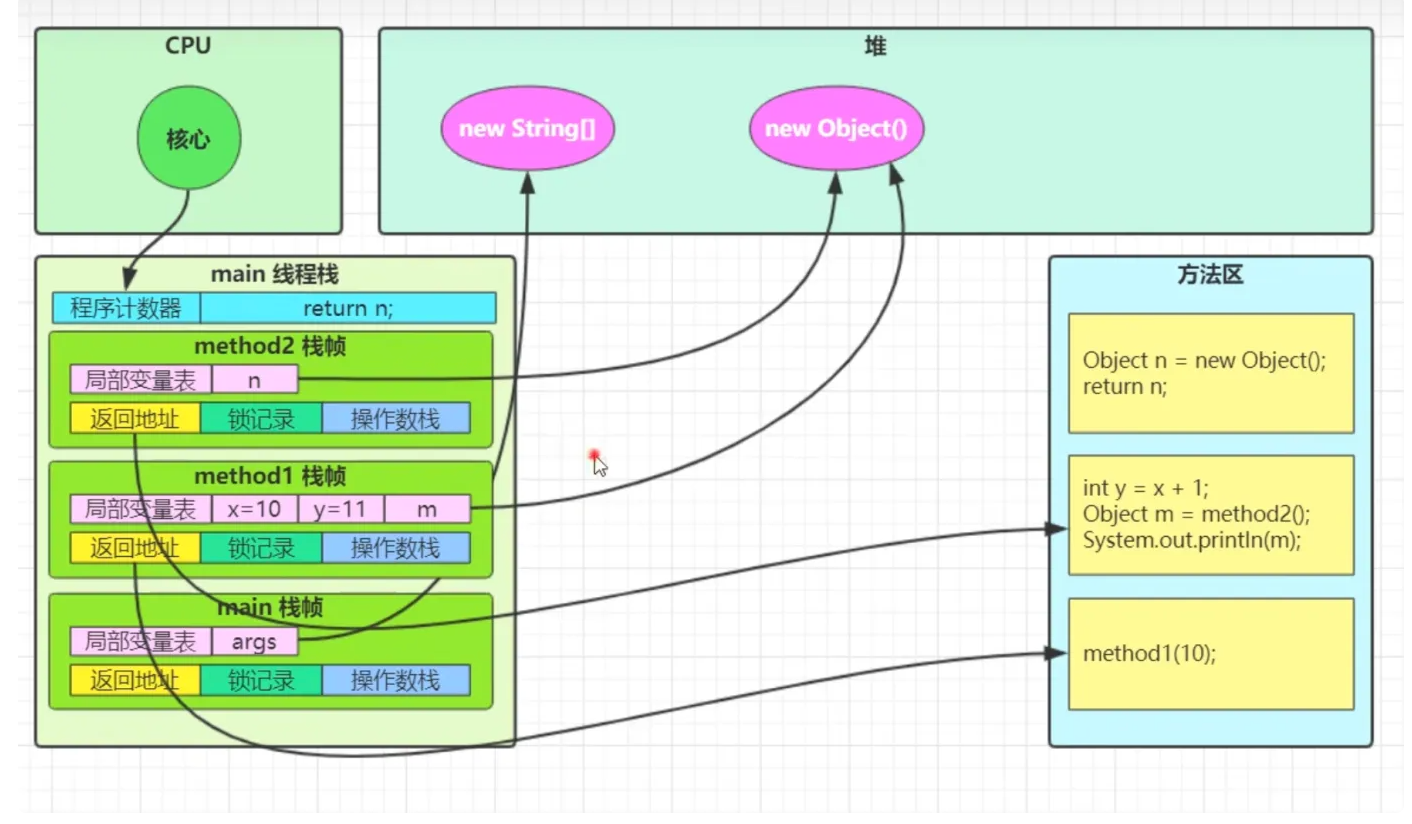 CPU
核心
堆
new String[]
new Object()
main 线程栈
程序计数器 return n;
method2 栈帧
局部变量表 n
返回地址 锁记录 操作数栈
method1 栈帧
局部变量表 x=10 y=11 m
返回地址 锁记录 操作数栈
main 栈帧
局部变量表 args
返回地址 锁记录 操作数栈
方法区
Object n = new Object();
return n;
int y = x + 1;
Object m = method2();
System.out.println(m);
method1(10);